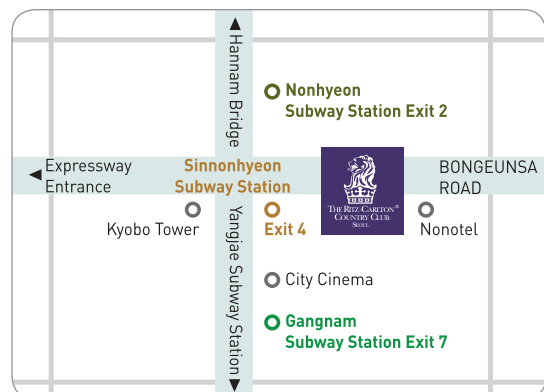 Hannam Bridge
Nonhyeon
Subway Station Exit 2
Expressway
Entrance
Sinnonhyeon
Subway Station
THE RITZ-CARLTON®
COUNTRY CLUB
SEOUL
BONGEUNSA
ROAD
Kyobo Tower
Exit 4
Nonotel
Yangjae Subway Station
City Cinema
Gangnam
Subway Station Exit 7